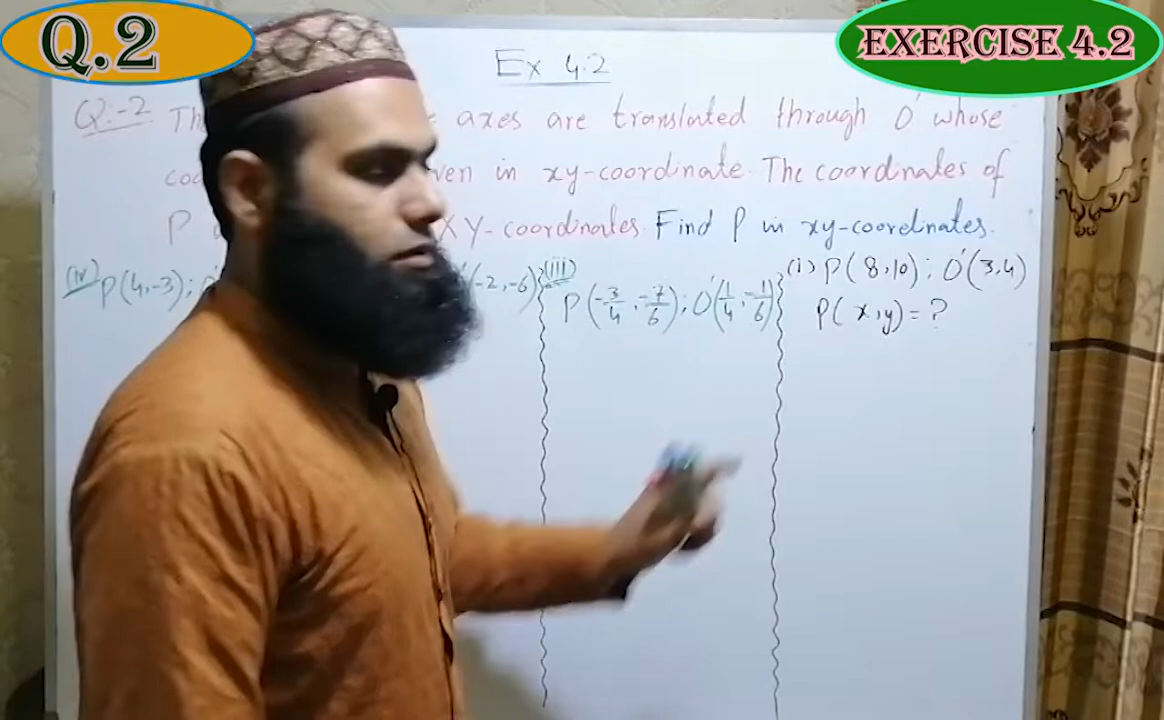 Q.2
EXERCISE 4.2
Ex 4.2
Q:-2 Th axes are translated through O' whose
coo ven in xy-coordinate. The coordinates of
P XY-coordinates. Find P in xy-coordinates.
(iv) P(4,-3); O' (-2,-6) (iii) P(-3/4, -7/6); O'(1/4, -1/6) (i) P(8,10); O'(3,4)
P(x,y)=?